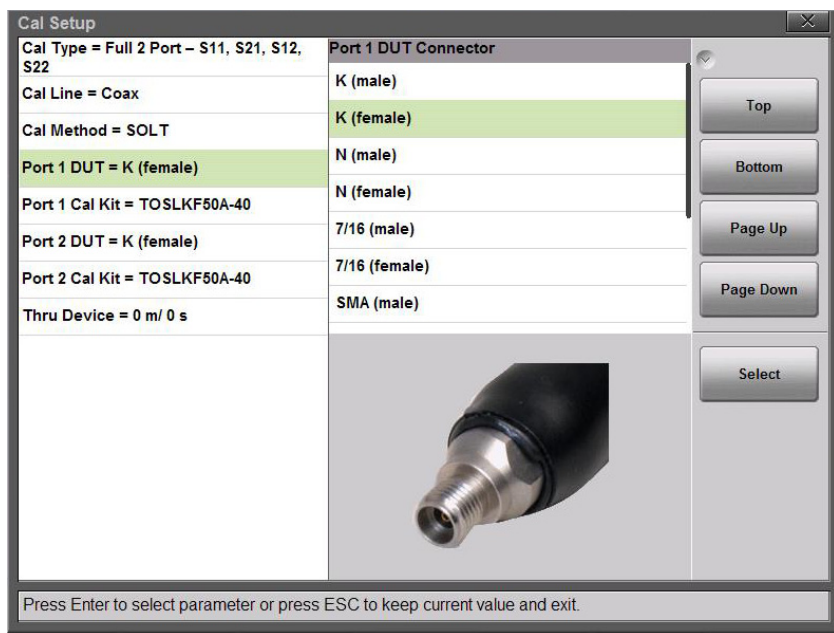 Cal Setup
Cal Type = Full 2 Port – S11, S21, S12,
S22
Cal Line = Coax
Cal Method = SOLT
Port 1 DUT = K (female)
Port 1 Cal Kit = TOSLKF50A-40
Port 2 DUT = K (female)
Port 2 Cal Kit = TOSLKF50A-40
Thru Device = 0 m/ 0 s
Port 1 DUT Connector
K (male)
K (female)
N (male)
N (female)
7/16 (male)
7/16 (female)
SMA (male)
Top
Bottom
Page Up
Page Down
Select
Press Enter to select parameter or press ESC to keep current value and exit.